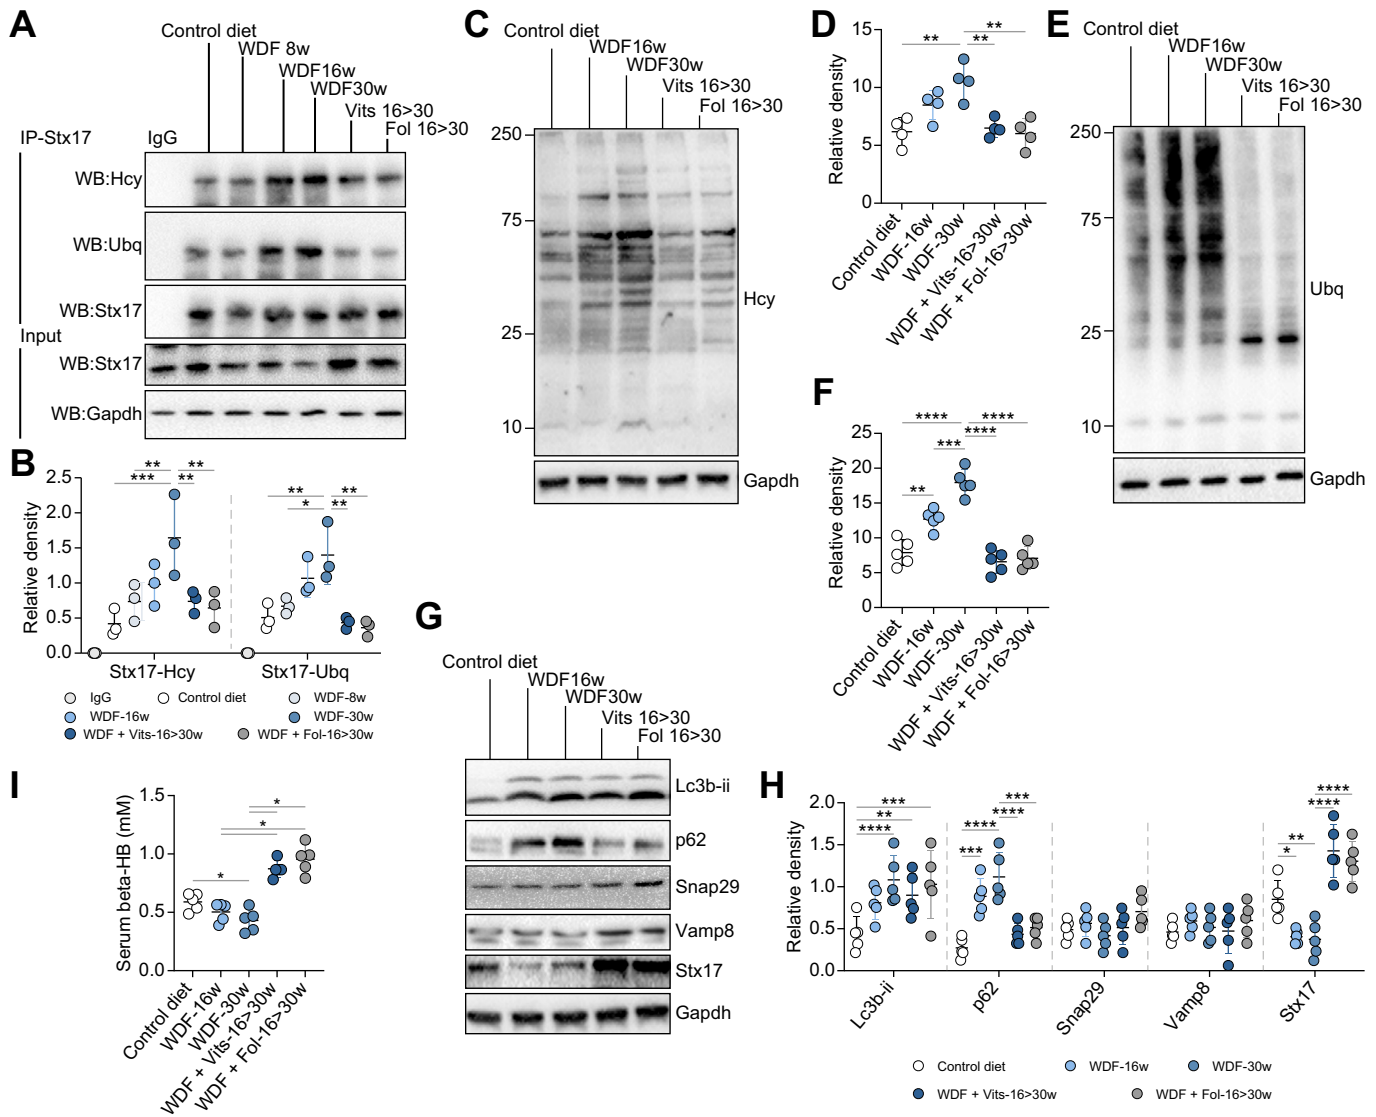 A
Control diet
WDF 8w
WDF16w
WDF30w
Vits 16>30
Fol 16>30
IP-Stx17
IgG
WB:Hcy
WB:Ubq
WB:Stx17
Input
WB:Stx17
WB:Gapdh
B
Relative density
2.5
2.0
1.5
1.0
0.5
0.0
** **
*** **
** **
* **
Stx17-Hcy
Stx17-Ubq
IgG
Control diet
WDF-8w
WDF-16w
WDF-30w
WDF + Vits-16>30w
WDF + Fol-16>30w
C
Control diet
WDF16w
WDF30w
Vits 16>30
Fol 16>30
250
75
25
10
Hcy
Gapdh
D
Relative density
15
10
5
0
**
** **
Control diet
WDF-16w
WDF-30w
WDF + Vits-16>30w
WDF + Fol-16>30w
E
Control diet
WDF16w
WDF30w
Vits 16>30
Fol 16>30
250
75
25
10
Ubq
Gapdh
F
Relative density
25
20
15
10
5
0
**** ****
****
***
**
Control diet
WDF-16w
WDF-30w
WDF + Vits-16>30w
WDF + Fol-16>30w
G
Control diet
WDF16w
WDF30w
Vits 16>30
Fol 16>30
Lc3b-ii
p62
Snap29
Vamp8
Stx17
Gapdh
H
Relative density
2.0
1.5
1.0
0.5
0.0
***
**
****
***
****
****
***
****
****
**
*
Lc3b-ii
p62
Snap29
Vamp8
Stx17
Control diet
WDF-16w
WDF-30w
WDF + Vits-16>30w
WDF + Fol-16>30w
I
Serum beta-HB (mM)
1.5
1.0
0.5
0.0
*
*
*
Control diet
WDF-16w
WDF-30w
WDF + Vits-16>30w
WDF + Fol-16>30w